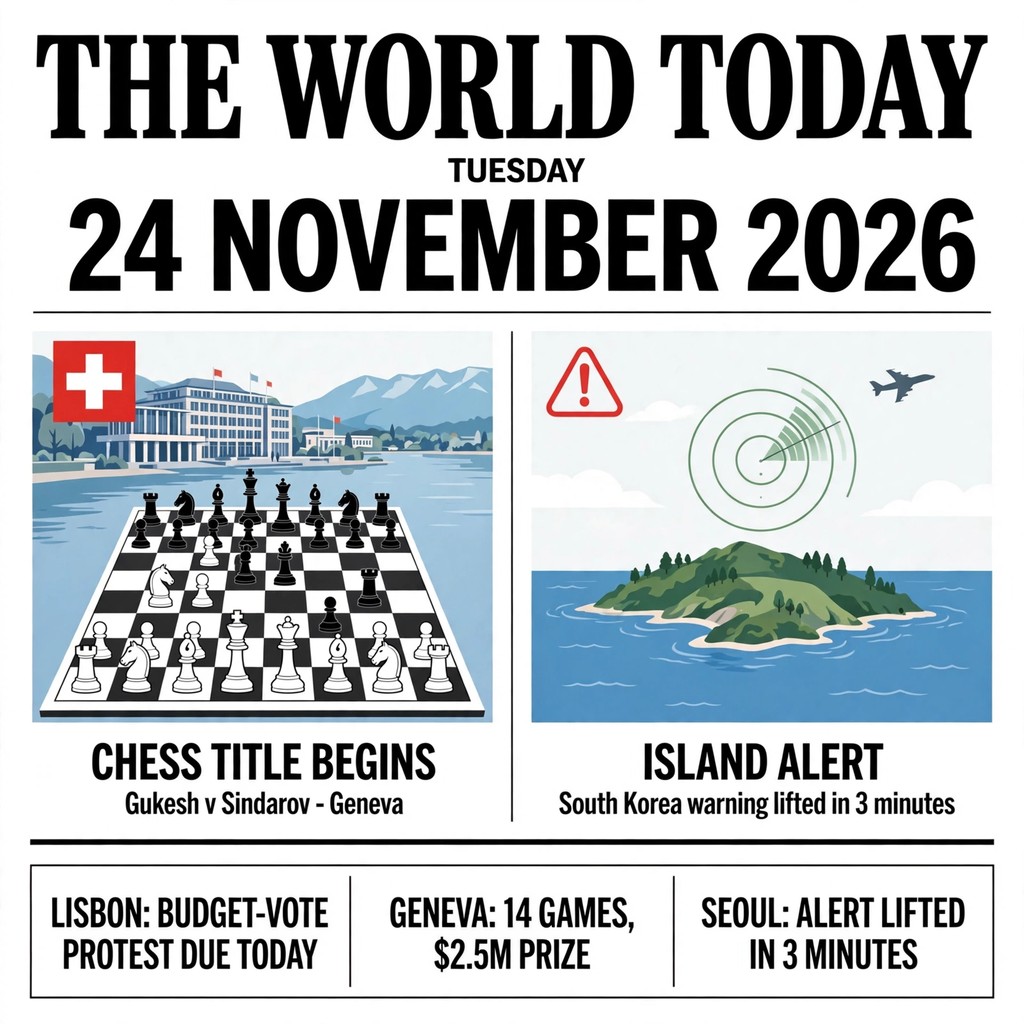 THE WORLD TODAY
TUESDAY
24 NOVEMBER 2026
CHESS TITLE BEGINS
Gukesh v Sindarov - Geneva
ISLAND ALERT
South Korea warning lifted in 3 minutes
LISBON: BUDGET-VOTE
PROTEST DUE TODAY
GENEVA: 14 GAMES,
$2.5M PRIZE
SEOUL: ALERT LIFTED
IN 3 MINUTES